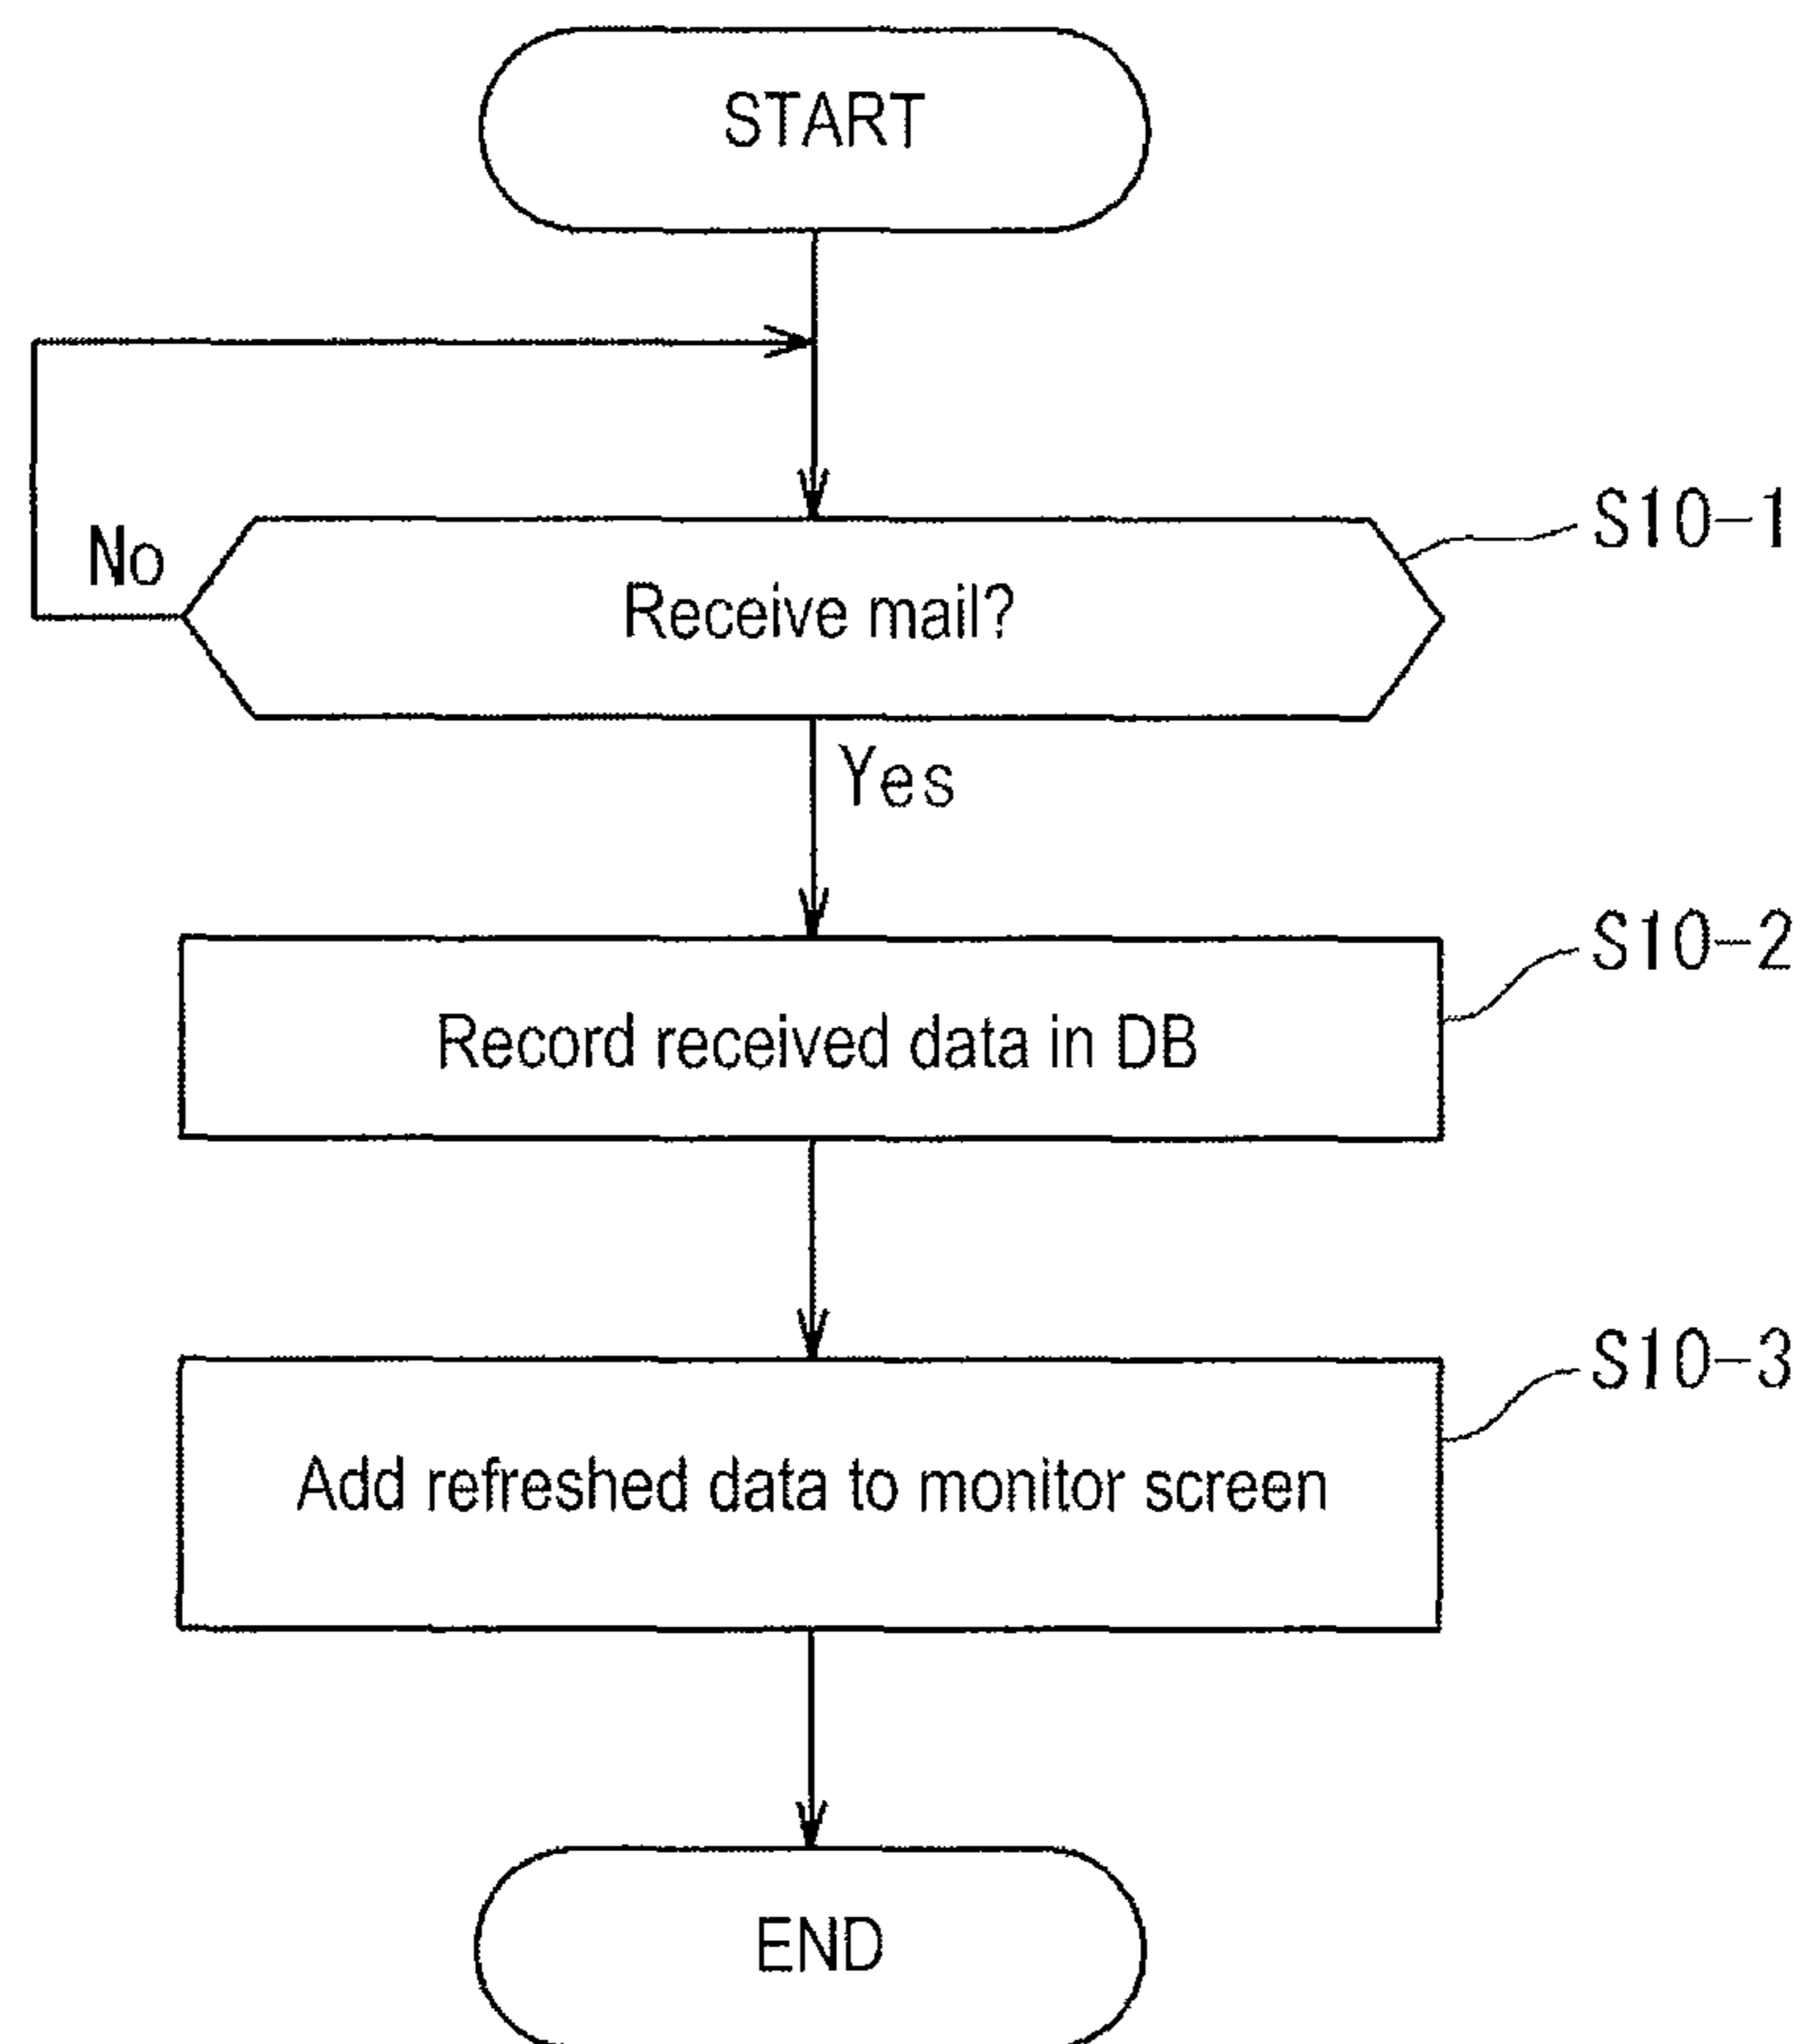 START
S10-1
No
Receive mail?
Yes
S10-2
Record received data in DB
S10-3
Add refreshed data to monitor screen
END